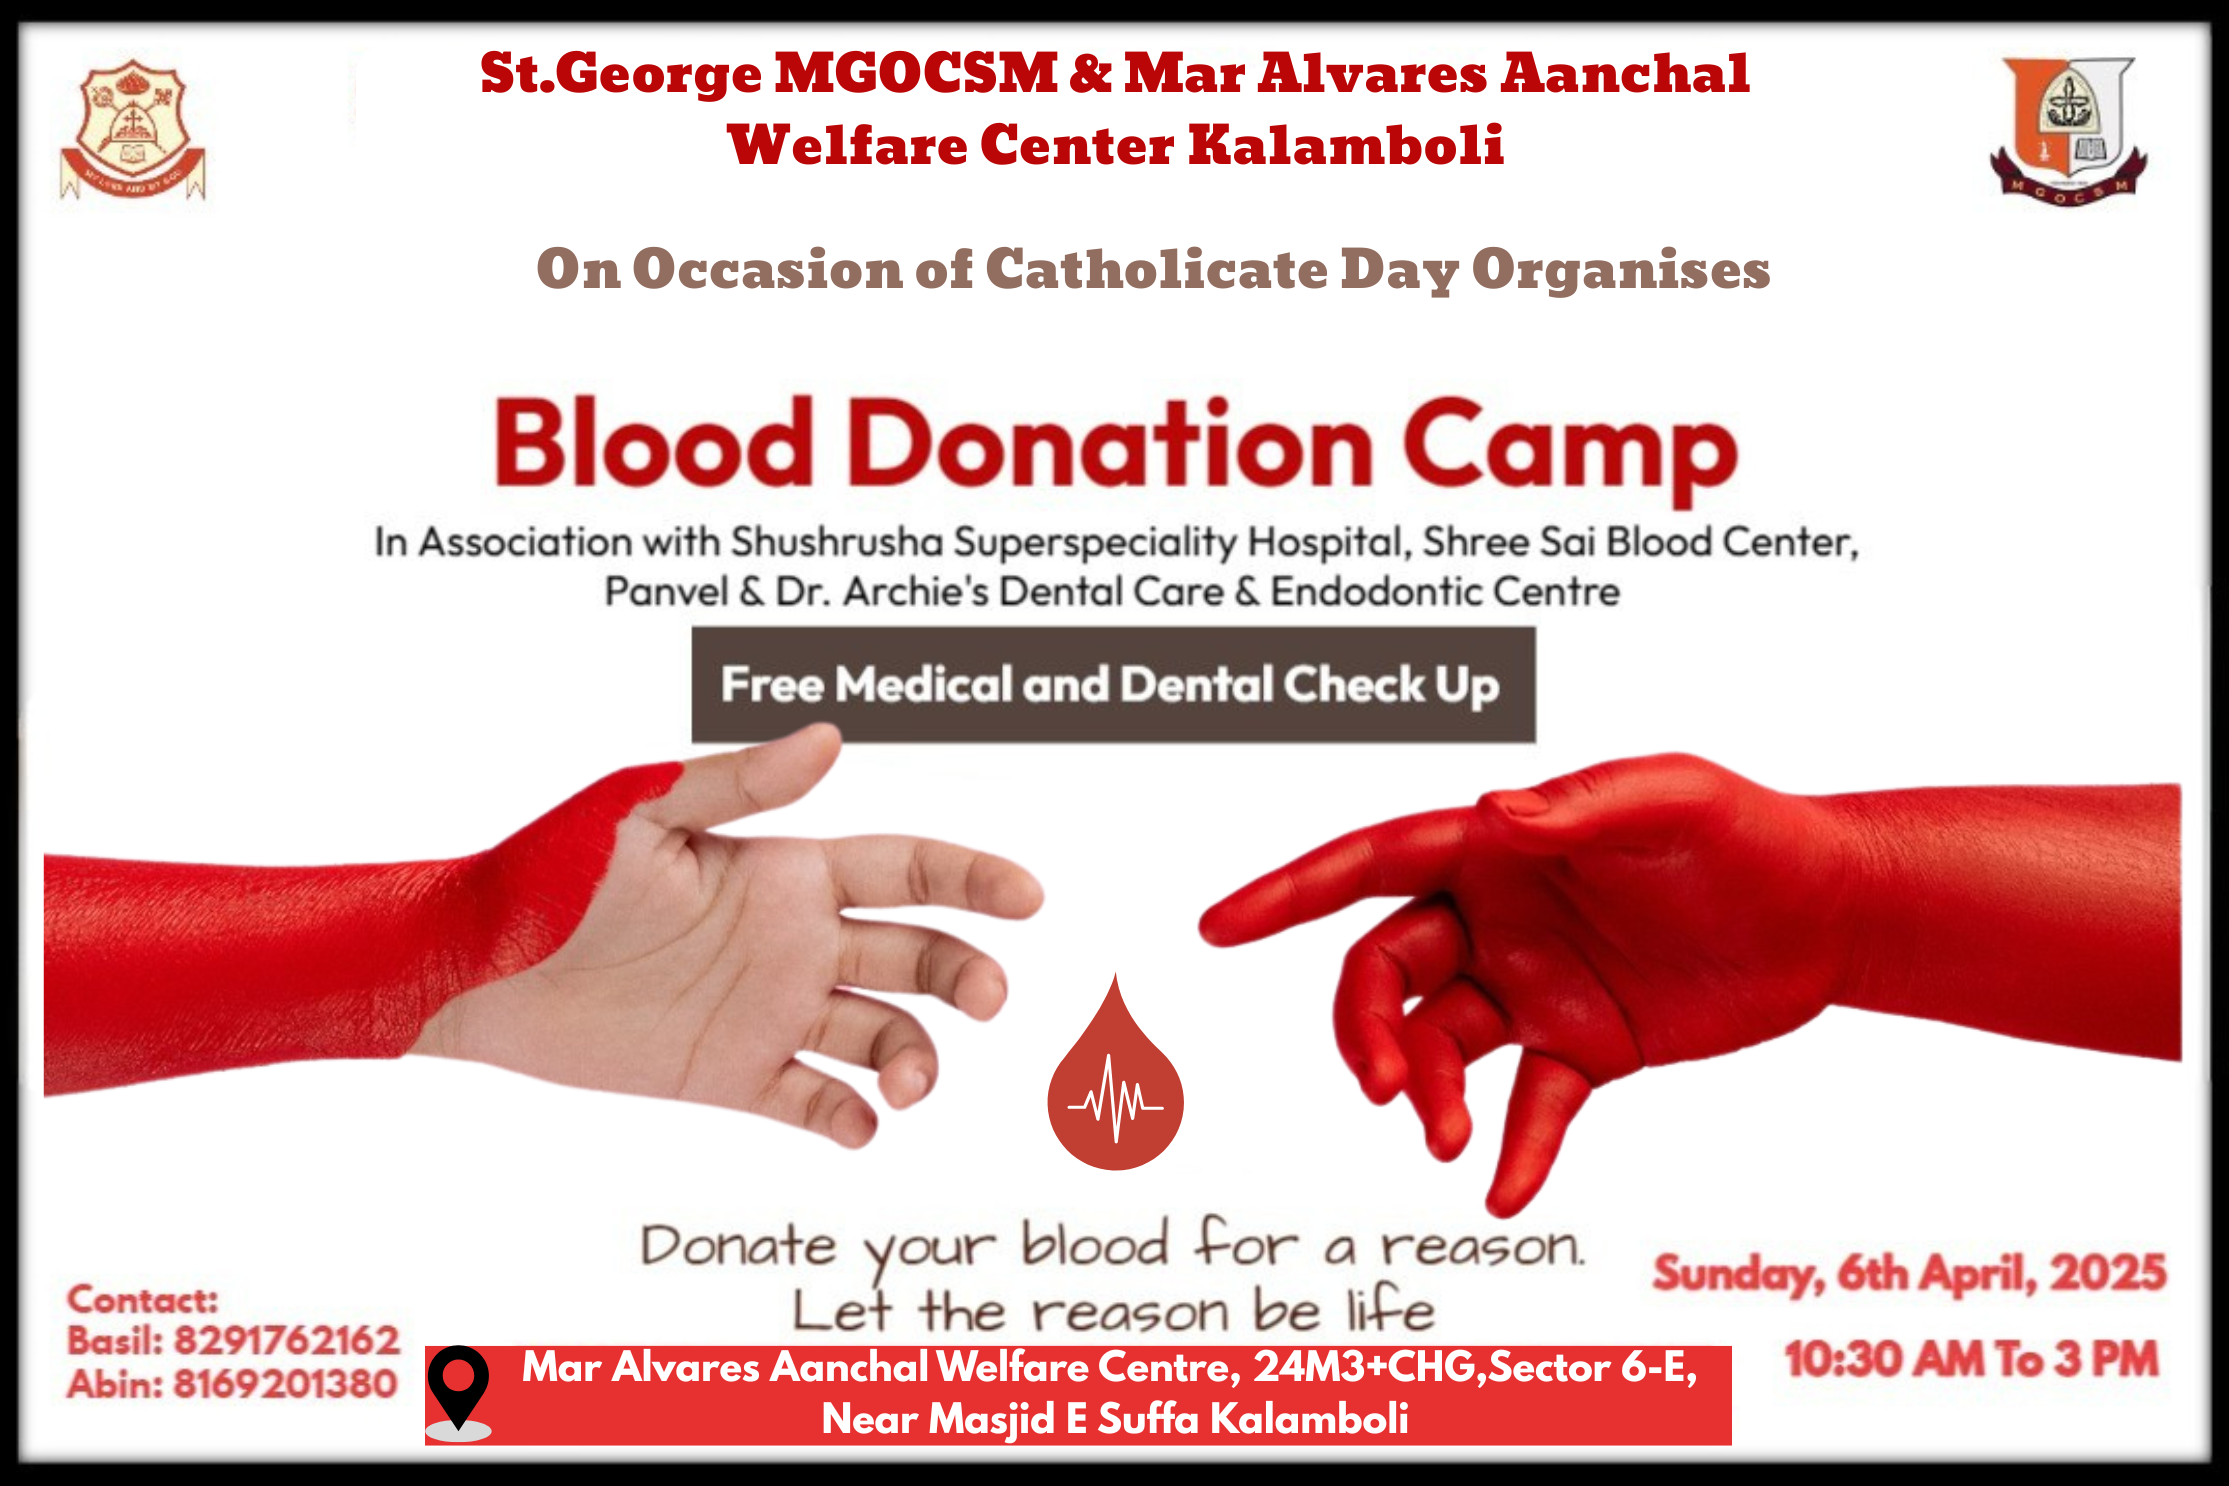 St.George MGOCSM & Mar Alvares Aanchal
Welfare Center Kalamboli
MGOCSM
On Occasion of Catholicate Day Organises
Blood Donation Camp
In Association with Shushrusha Superspeciality Hospital, Shree Sai Blood Center,
Panvel & Dr. Archie's Dental Care & Endodontic Centre
Free Medical and Dental Check Up
Donate your blood for a reason.
Let the reason be life
Contact:
Basil: 8291762162
Abin: 8169201380
Mar Alvares Aanchal Welfare Centre, 24M3+CHG,Sector 6-E,
Near Masjid E Suffa Kalamboli
Sunday, 6th April, 2025
10:30 AM To 3 PM